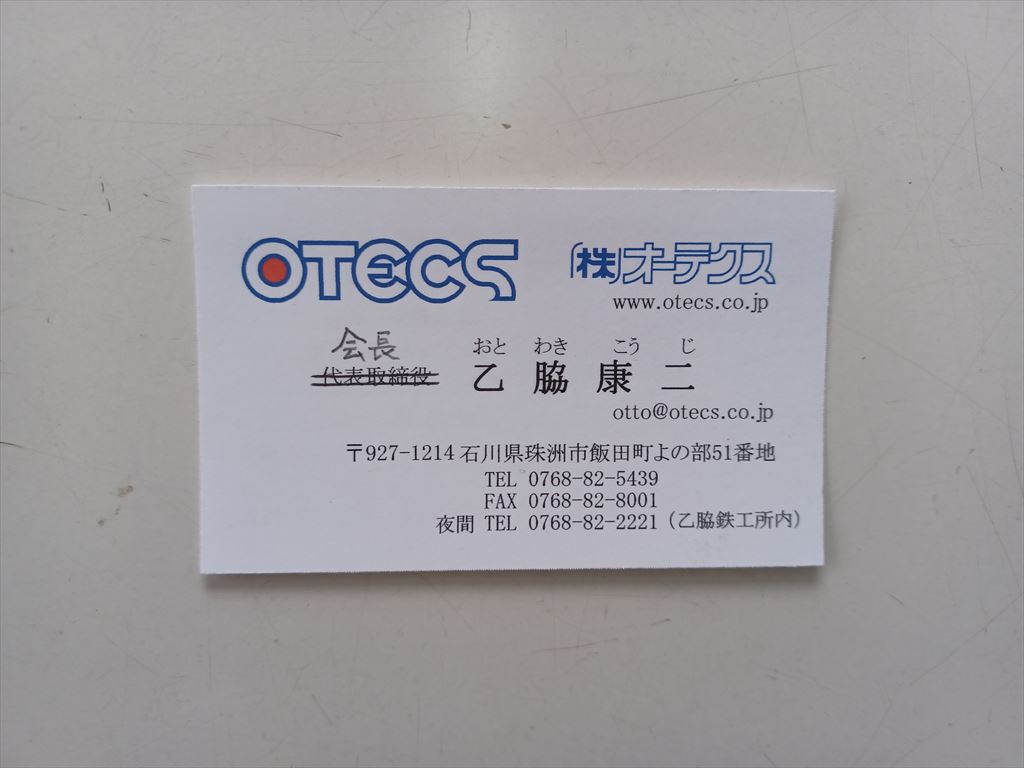 OTECS ㈱オーテクス
www.otecs.co.jp
会長
おと わき こう じ
代表取締役 乙脇康二
otto@otecs.co.jp
〒927-1214 石川県珠洲市飯田町よの部51番地
TEL 0768-82-5439
FAX 0768-82-8001
夜間 TEL 0768-82-2221（乙脇鉄工所内）